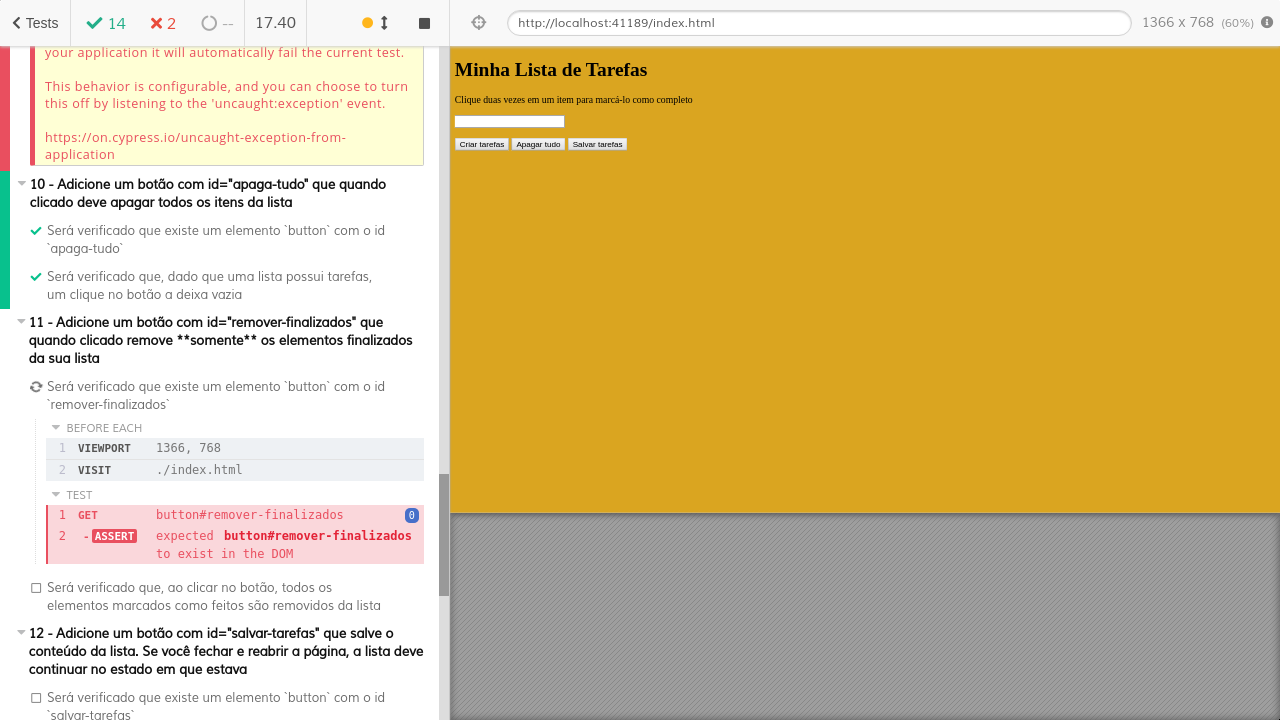 Tests
14
2
--
17.40
http://localhost:41189/index.html
1366 x 768 (60%)
your application it will automatically fail the current test.
This behavior is configurable, and you can choose to turn
this off by listening to the 'uncaught:exception' event.
https://on.cypress.io/uncaught-exception-from-
application
10 - Adicione um botão com id="apaga-tudo" que quando
clicado deve apagar todos os itens da lista
Será verificado que existe um elemento `button` com o id
`apaga-tudo`
Será verificado que, dado que uma lista possui tarefas,
um clique no botão a deixa vazia
11 - Adicione um botão com id="remover-finalizados" que
quando clicado remove **somente** os elementos finalizados
da sua lista
Será verificado que existe um elemento `button` com o id
`remover-finalizados`
BEFORE EACH
1 VIEWPORT 1366, 768
2 VISIT ./index.html
TEST
1 GET button#remover-finalizados 0
2 -ASSERT expected button#remover-finalizados
to exist in the DOM
Será verificado que, ao clicar no botão, todos os
elementos marcados como feitos são removidos da lista
12 - Adicione um botão com id="salvar-tarefas" que salve o
conteúdo da lista. Se você fechar e reabrir a página, a lista deve
continuar no estado em que estava
Será verificado que existe um elemento `button` com o id
`salvar-tarefas`
Minha Lista de Tarefas
Clique duas vezes em um item para marcá-lo como completo
Criar tarefas Apagar tudo Salvar tarefas